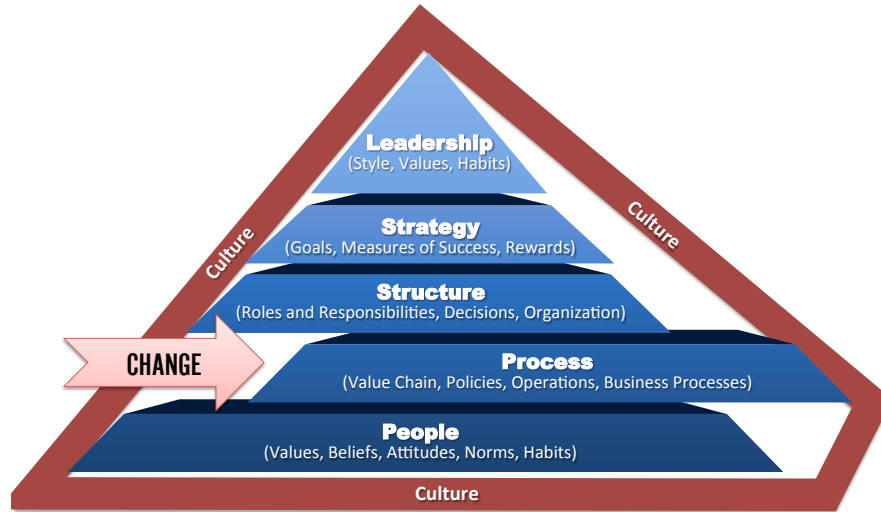 Leadership
(Style, Values, Habits)
Strategy
(Goals, Measures of Success, Rewards)
Culture
Culture
Structure
(Roles and Responsibilities, Decisions, Organization)
CHANGE
Process
(Value Chain, Policies, Operations, Business Processes)
People
(Values, Beliefs, Attitudes, Norms, Habits)
Culture